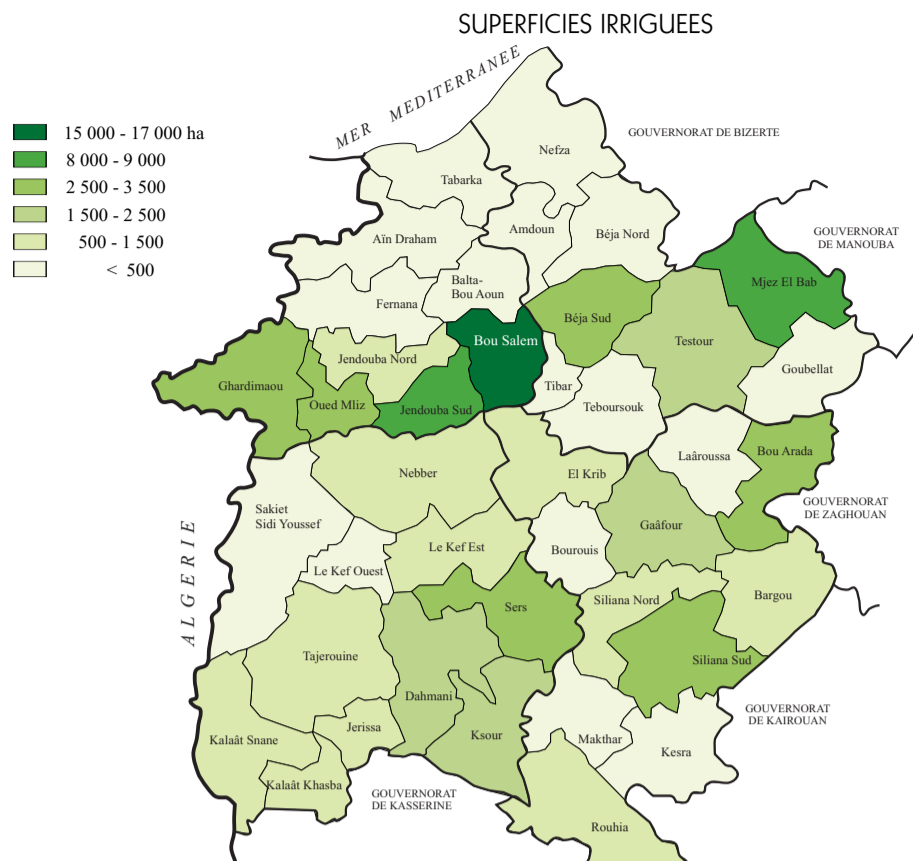 SUPERFICIES IRRIGUEES
MER MEDITERRANEE
15 000 - 17 000 ha
8 000 - 9 000
2 500 - 3 500
1 500 - 2 500
500 - 1 500
< 500
GOUVERNORAT DE BIZERTE
Nefza
Tabarka
Amdoun
Béja Nord
Aïn Draham
GOUVERNORAT
DE MANOUBA
Balta-
Bou Aoun
Mjez El Bab
Fernana
Béja Sud
Bou Salem
Testour
Jendouba Nord
Goubellat
Ghardimaou
Tibar
Teboursouk
Oued Mliz
Jendouba Sud
Laâroussa
Bou Arada
Nebber
El Krib
GOUVERNORAT
DE ZAGHOUAN
Sakiet
Sidi Youssef
Gaâfour
ALGERIE
Le Kef Est
Bourouis
Le Kef Ouest
Siliana Nord
Bargou
Sers
Tajerouine
Siliana Sud
Dahmani
GOUVERNORAT
DE KAIROUAN
Jerissa
Ksour
Kalaât Snane
Makthar
Kesra
Kalaât Khasba
GOUVERNORAT
DE KASSERINE
Rouhia